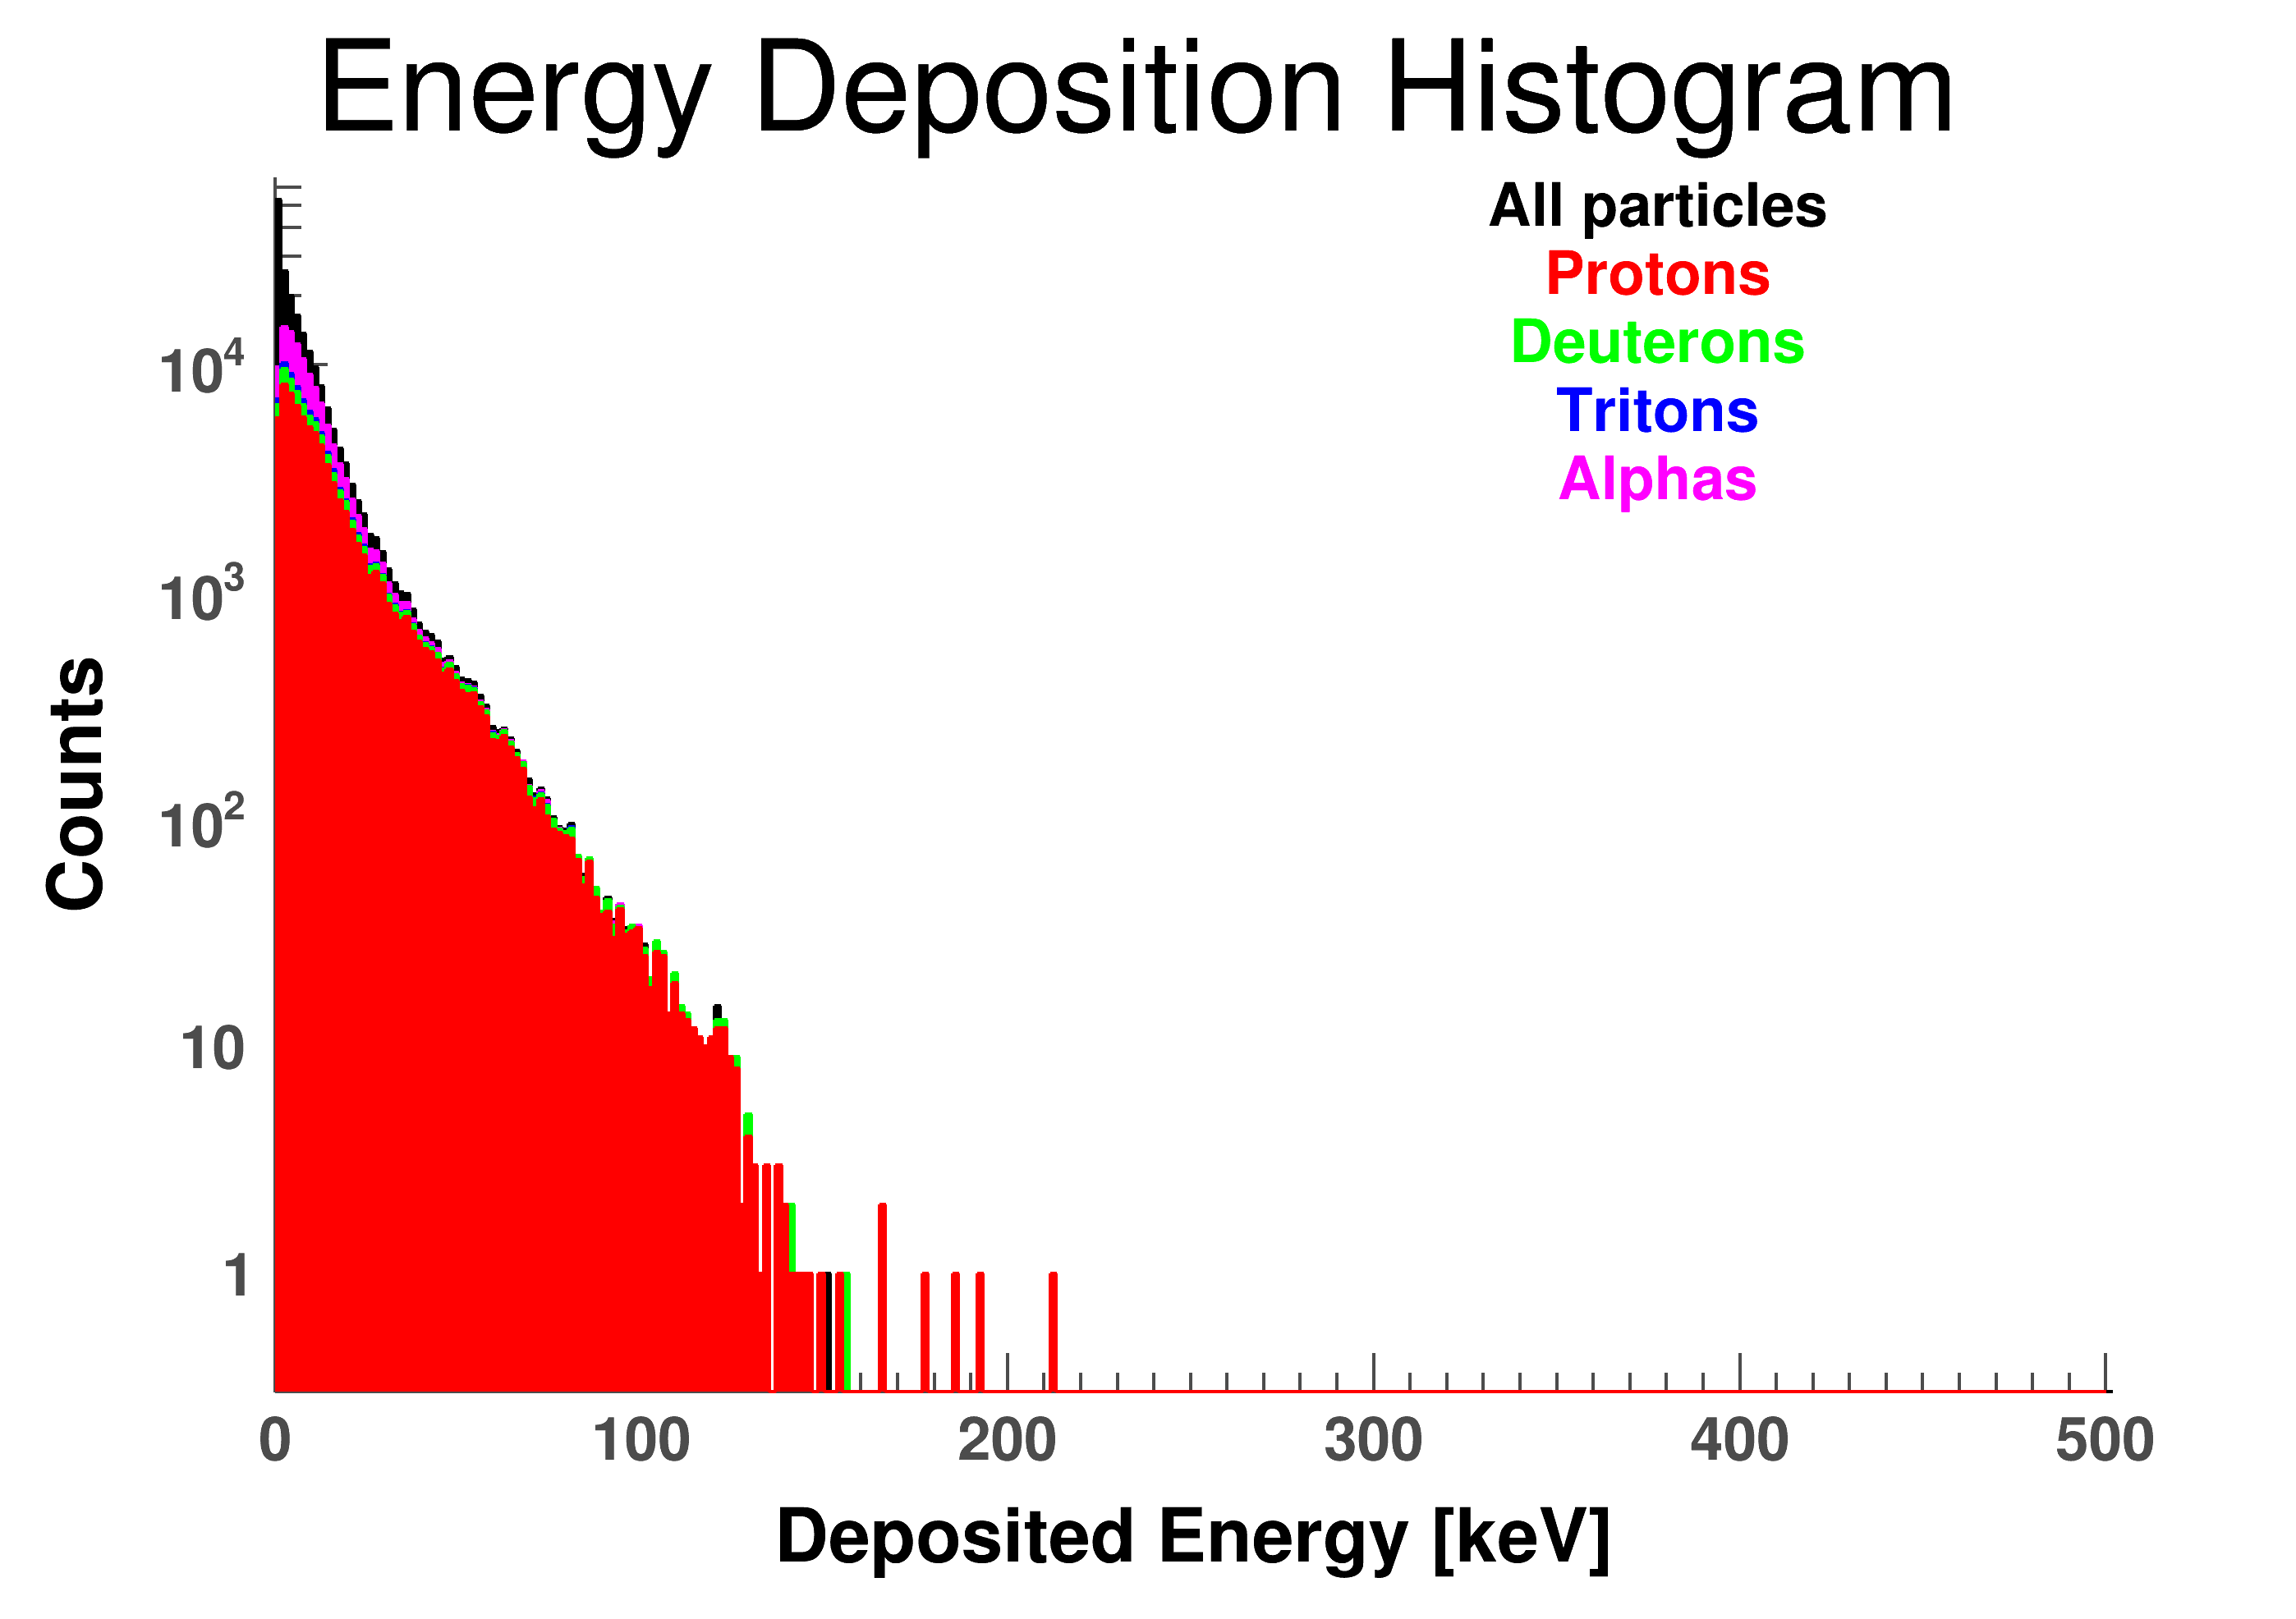 Energy Deposition Histogram
All particles
Protons
Deuterons
Tritons
Alphas
10⁴
10³
10²
10
1
Counts
0 100 200 300 400 500
Deposited Energy [keV]